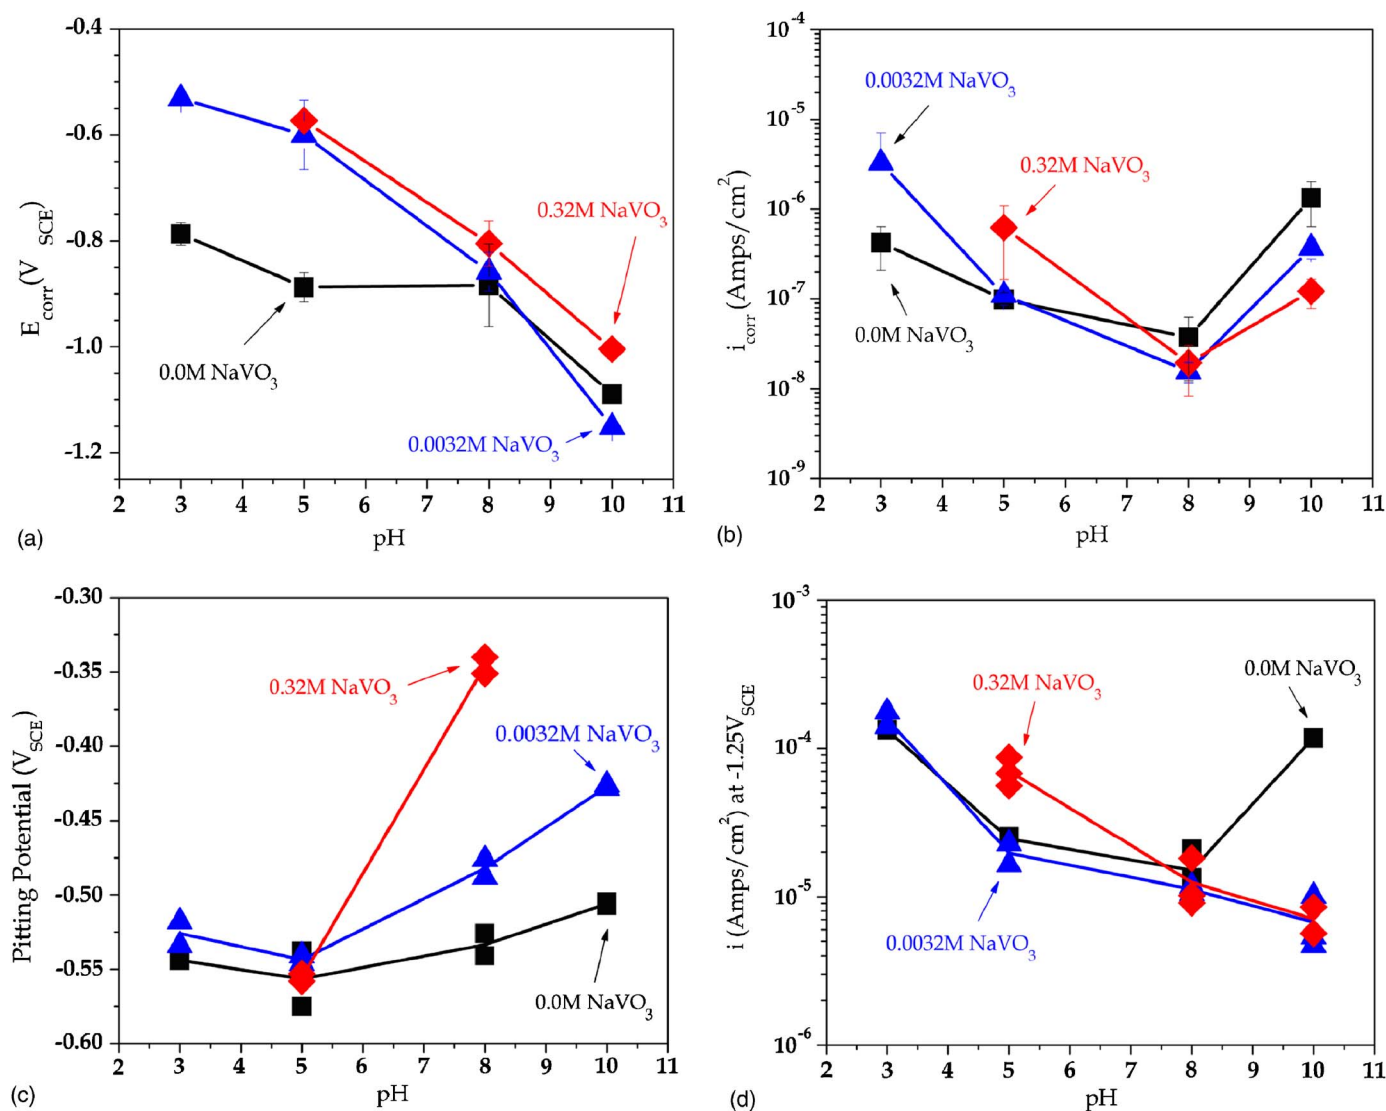 -0.4
-0.6
-0.8
-1.0
-1.2
E_corr(V_SCE)
0.32M NaVO₃
0.0M NaVO₃
0.0032M NaVO₃
2 3 4 5 6 7 8 9 10 11
pH
(a)
10⁻⁴
10⁻⁵
10⁻⁶
10⁻⁷
10⁻⁸
10⁻⁹
i_corr (Amps/cm²)
0.0032M NaVO₃
0.32M NaVO₃
0.0M NaVO₃
2 3 4 5 6 7 8 9 10 11
pH
(b)
-0.30
-0.35
-0.40
-0.45
-0.50
-0.55
-0.60
Pitting Potential (V_SCE)
0.32M NaVO₃
0.0032M NaVO₃
0.0M NaVO₃
2 3 4 5 6 7 8 9 10 11
pH
(c)
10⁻³
10⁻⁴
10⁻⁵
10⁻⁶
i (Amps/cm²) at -1.25V_SCE
0.0M NaVO₃
0.32M NaVO₃
0.0032M NaVO₃
2 3 4 5 6 7 8 9 10 11
pH
(d)